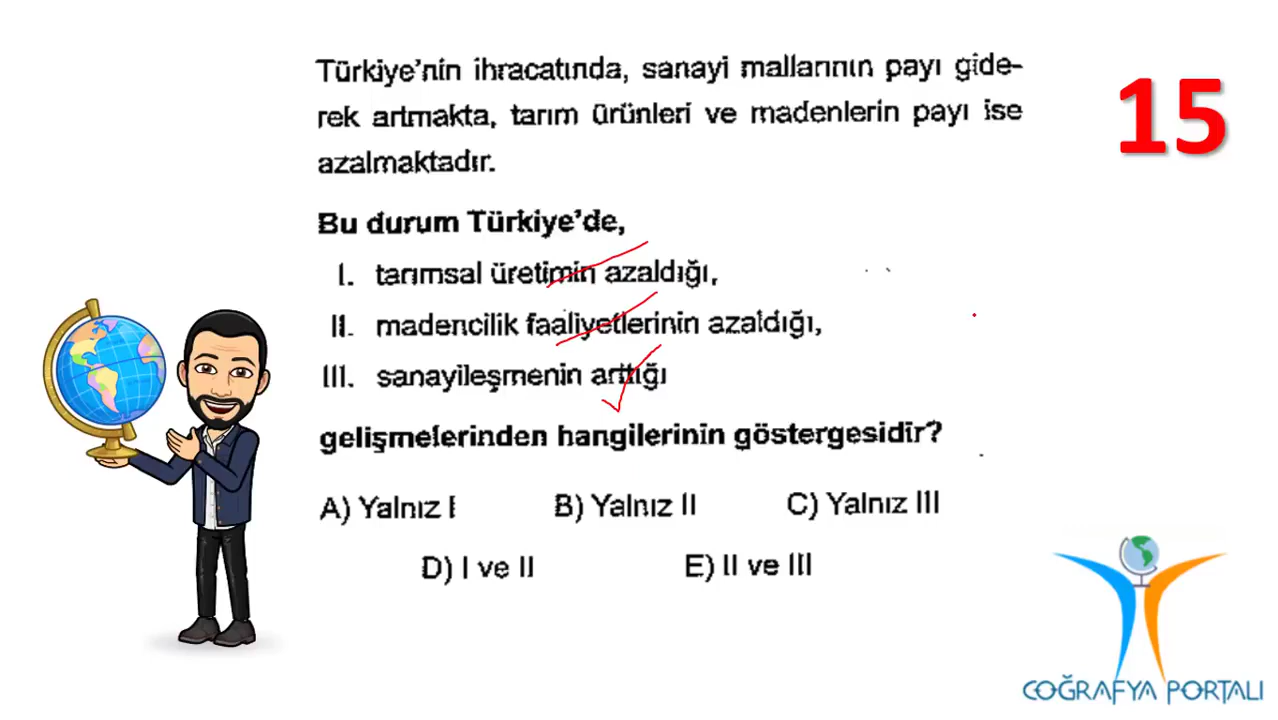 Türkiye'nin ihracatında, sanayi mallarının payı gide-
rek artmakta, tarım ürünleri ve madenlerin payı ise
azalmaktadır.
15
Bu durum Türkiye'de,
I. tarımsal üretimin azaldığı,
II. madencilik faaliyetlerinin azaldığı,
III. sanayileşmenin arttığı
gelişmelerinden hangilerinin göstergesidir?
A) Yalnız I
B) Yalnız II
C) Yalnız III
D) I ve II
E) II ve III
COĞRAFYA PORTALI